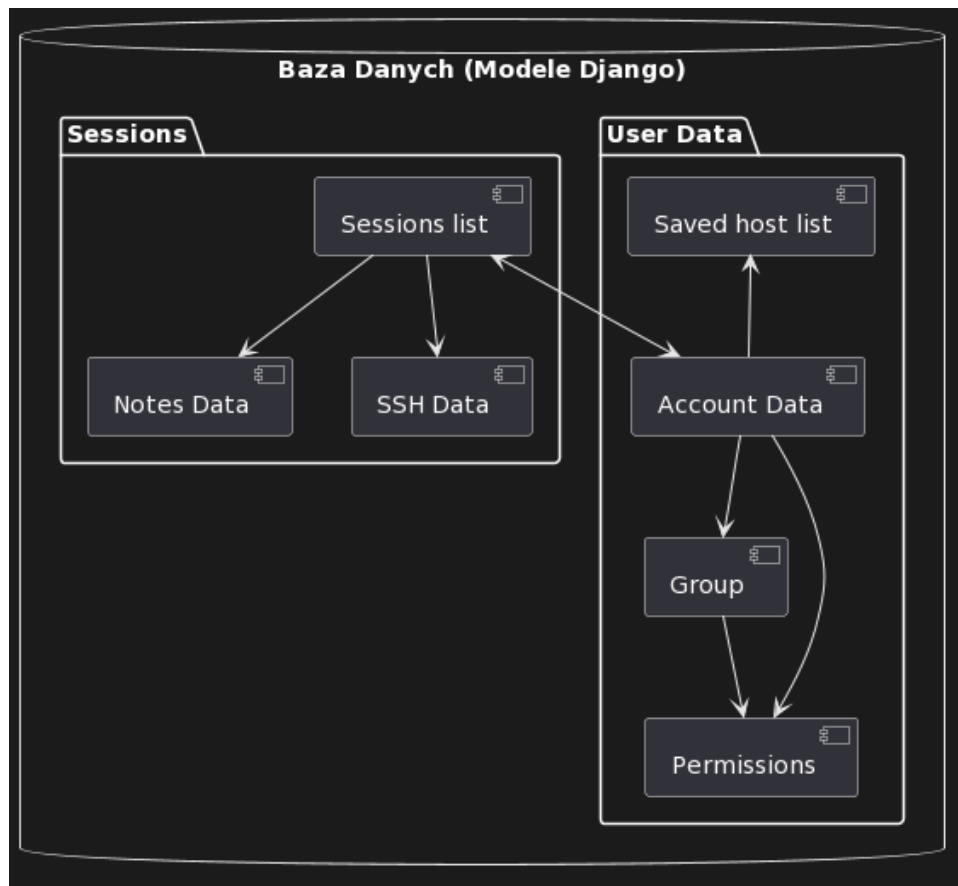 Baza Danych (Modele Django)
Sessions
Sessions list
Notes Data
SSH Data
User Data
Saved host list
Account Data
Group
Permissions